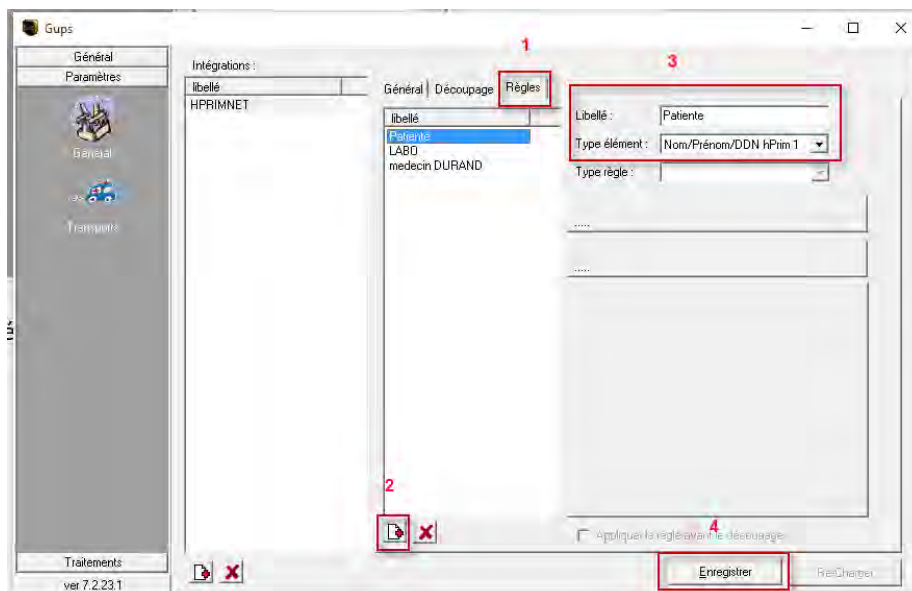 Gups
Général
Paramètres
Général
Transports
Traitements
ver 7.2.23.1
Intégrations :
libellé
HPRIMNET
1
Général
Découpage
Règles
libellé
Patiente
LABO
medecin DURAND
2
3
Libellé :
Patiente
Type élément :
Nom/Prénom/DDN hPrim 1
Type règle :
.....
.....
Appliquer la règle avant le découpage
4
Enregistrer
Re-Charger
é